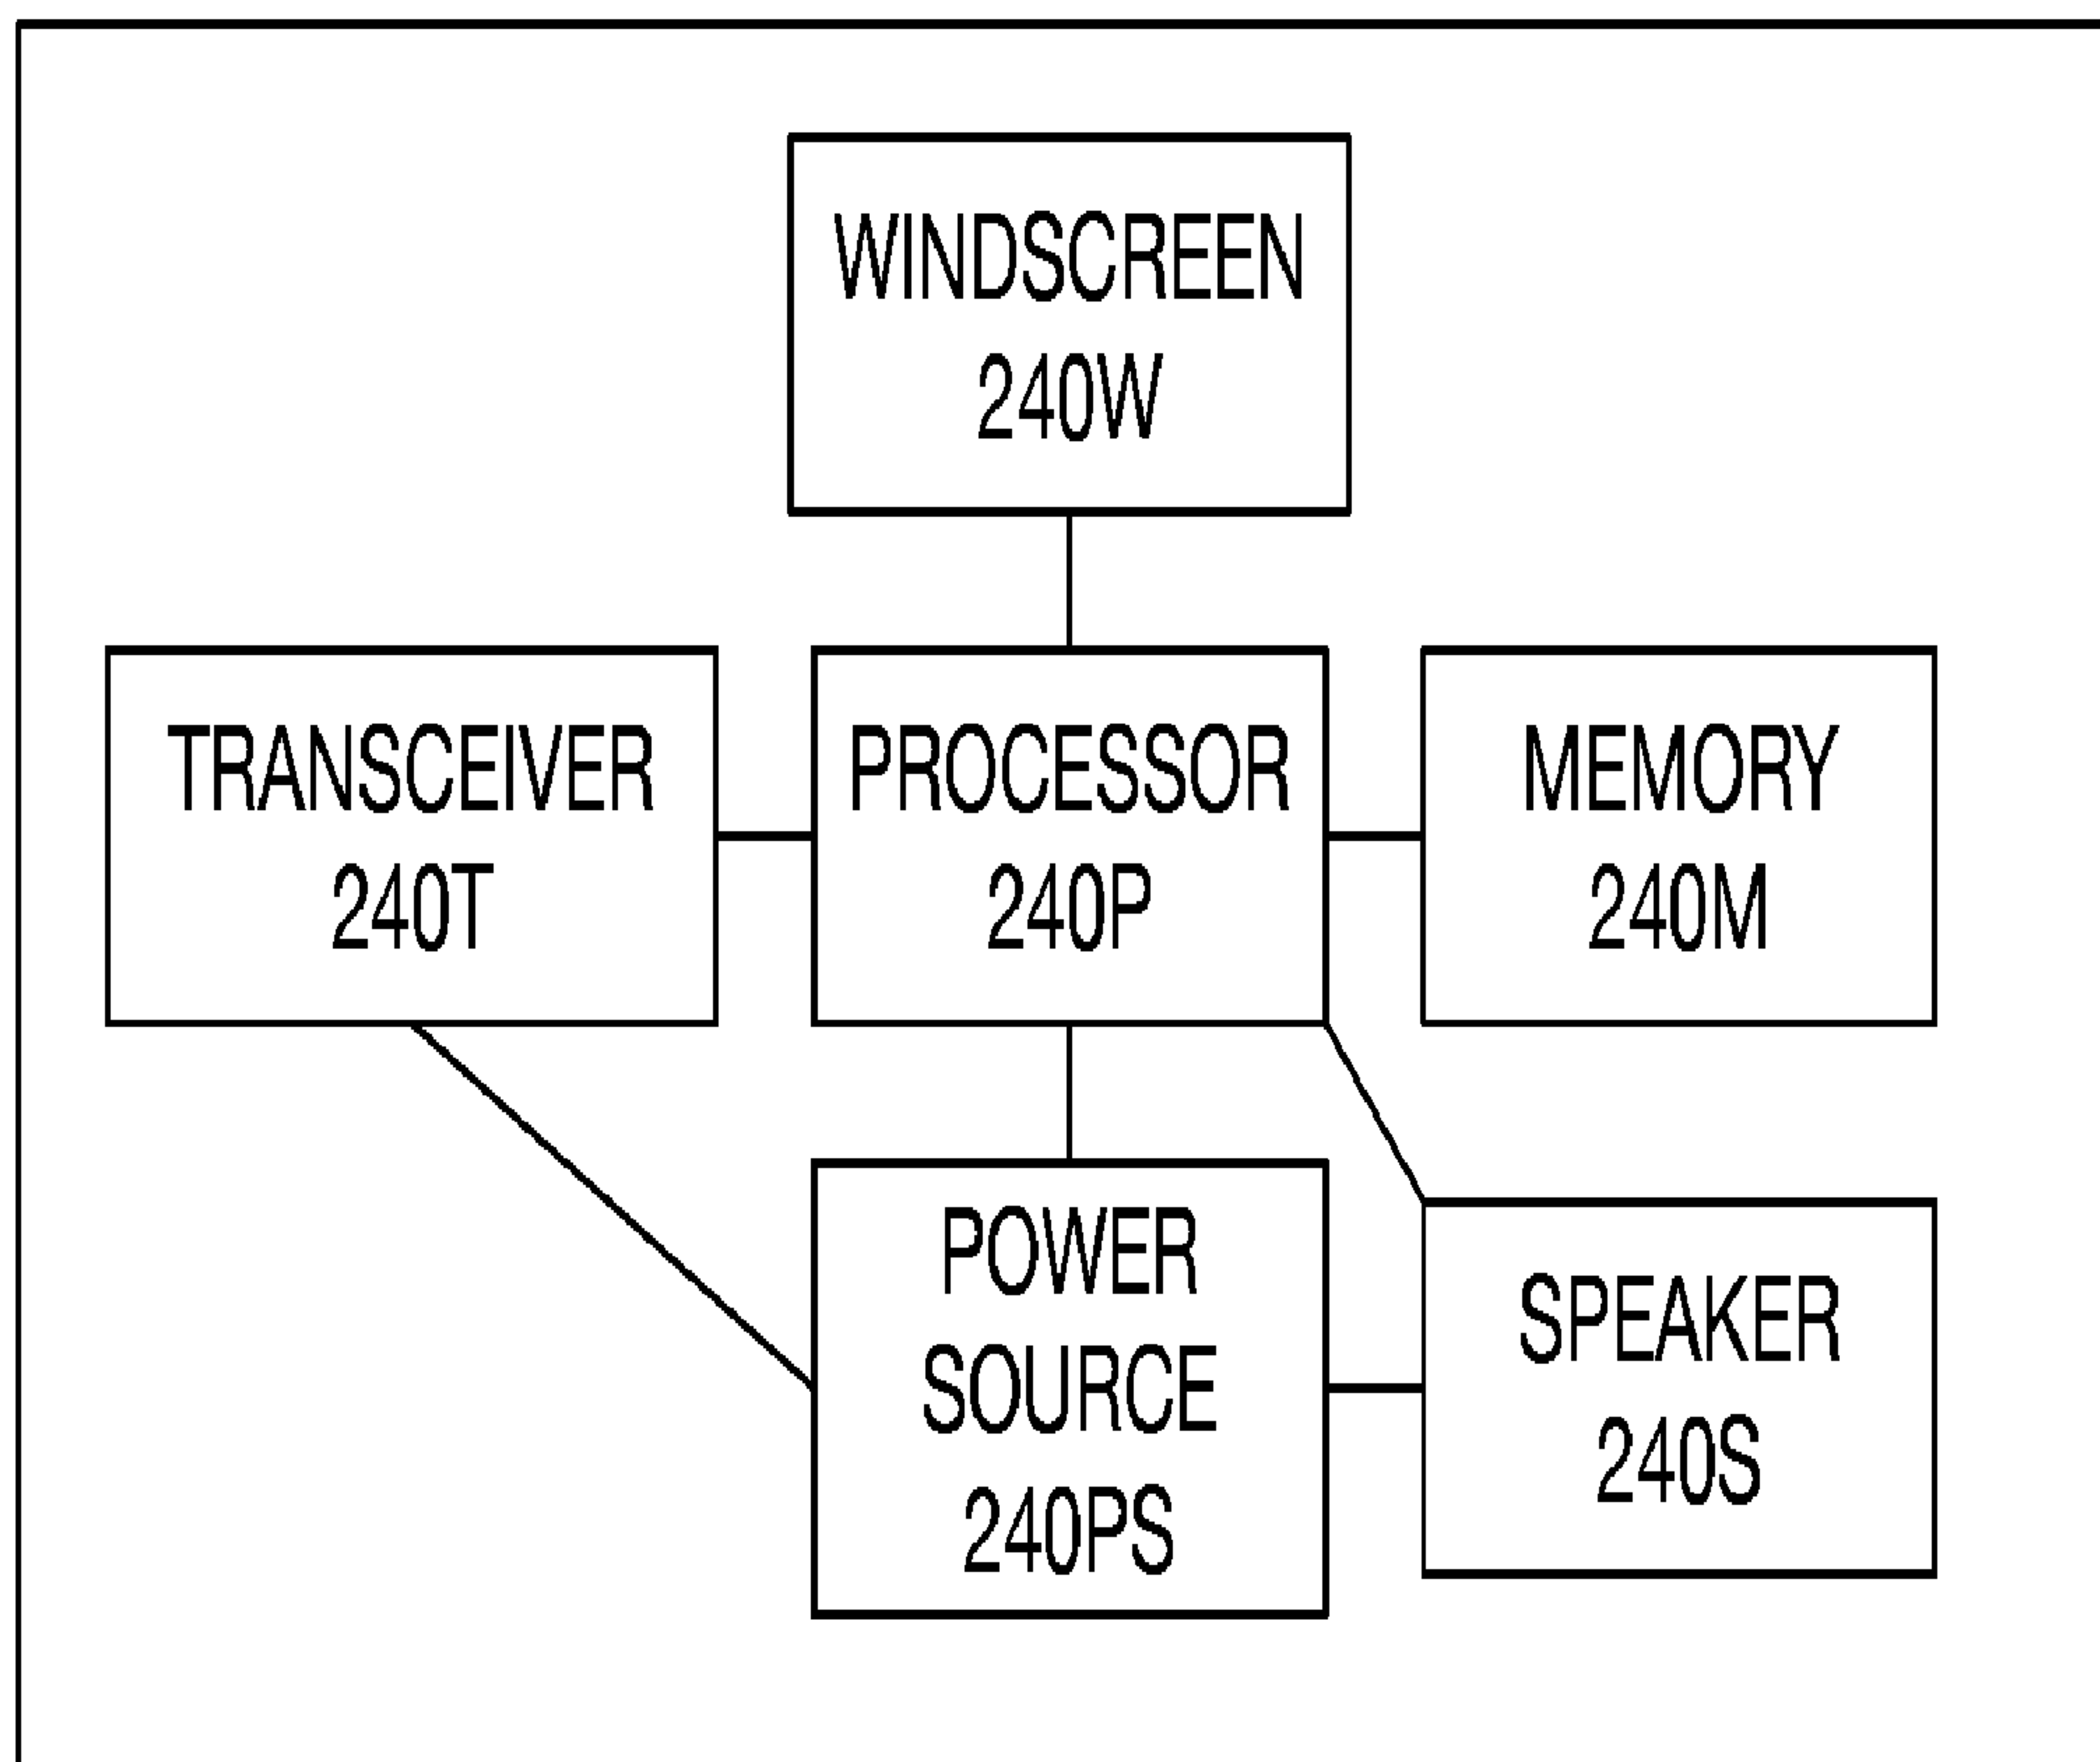 WINDSCREEN
240W
TRANSCEIVER
240T
PROCESSOR
240P
MEMORY
240M
POWER
SOURCE
240PS
SPEAKER
240S